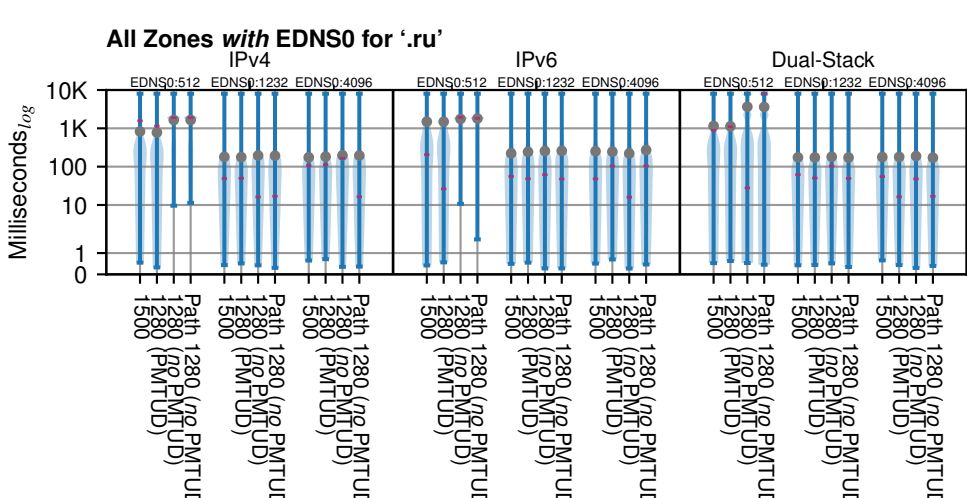 All Zones with EDNS0 for ‘.ru’
IPv4 IPv6 Dual-Stack
EDNS0:512 EDNS0:1232 EDNS0:4096 EDNS0:512 EDNS0:1232 EDNS0:4096 EDNS0:512 EDNS0:1232 EDNS0:4096
Milliseconds log
10K
1K
100
10
1
0
1500
1280 (PMTUD)
1280 (no PMTUD)
Path 1280 (no PMTUD
1500
1280 (PMTUD)
1280 (no PMTUD)
Path 1280 (no PMTUD
1500
1280 (PMTUD)
1280 (no PMTUD)
Path 1280 (no PMTUD
1500
1280 (PMTUD)
1280 (no PMTUD)
Path 1280 (no PMTUD
1500
1280 (PMTUD)
1280 (no PMTUD)
Path 1280 (no PMTUD
1500
1280 (PMTUD)
1280 (no PMTUD)
Path 1280 (no PMTUD
1500
1280 (PMTUD)
1280 (no PMTUD)
Path 1280 (no PMTUD
1500
1280 (PMTUD)
1280 (no PMTUD)
Path 1280 (no PMTUD
1500
1280 (PMTUD)
1280 (no PMTUD)
Path 1280 (no PMTUD